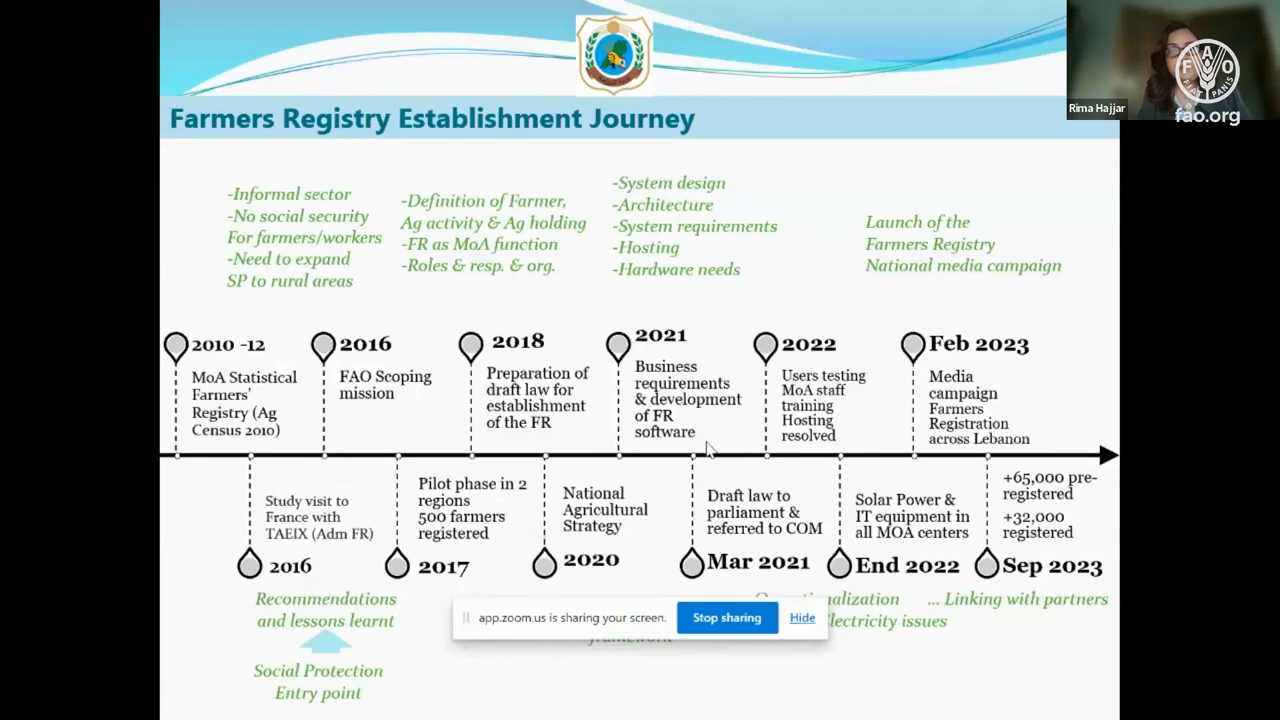 Rima Hajjar
FAO
FIAT PANIS
fao.org
Farmers Registry Establishment Journey
-Informal sector
-No social security
For farmers/workers
-Need to expand
SP to rural areas
-Definition of Farmer,
Ag activity & Ag holding
-FR as MoA function
-Roles & resp. & org.
-System design
-Architecture
-System requirements
-Hosting
-Hardware needs
Launch of the
Farmers Registry
National media campaign
2010 -12
MoA Statistical
Farmers'
Registry (Ag
Census 2010)
2016
FAO Scoping
mission
2018
Preparation of
draft law for
establishment
of the FR
2021
Business
requirements
& development
of FR
software
2022
Users testing
MoA staff
training
Hosting
resolved
Feb 2023
Media
campaign
Farmers
Registration
across Lebanon
Study visit to
France with
TAEIX (Adm FR)
2016
Pilot phase in 2
regions
500 farmers
registered
2017
National
Agricultural
Strategy
2020
Draft law to
parliament &
referred to COM
Mar 2021
Solar Power &
IT equipment in
all MOA centers
End 2022
+65,000 pre-
registered
+32,000
registered
Sep 2023
Recommendations
and lessons learnt
Social Protection
Entry point
... Linking with partners
issues
framework
app.zoom.us is sharing your screen.
Stop sharing
Hide